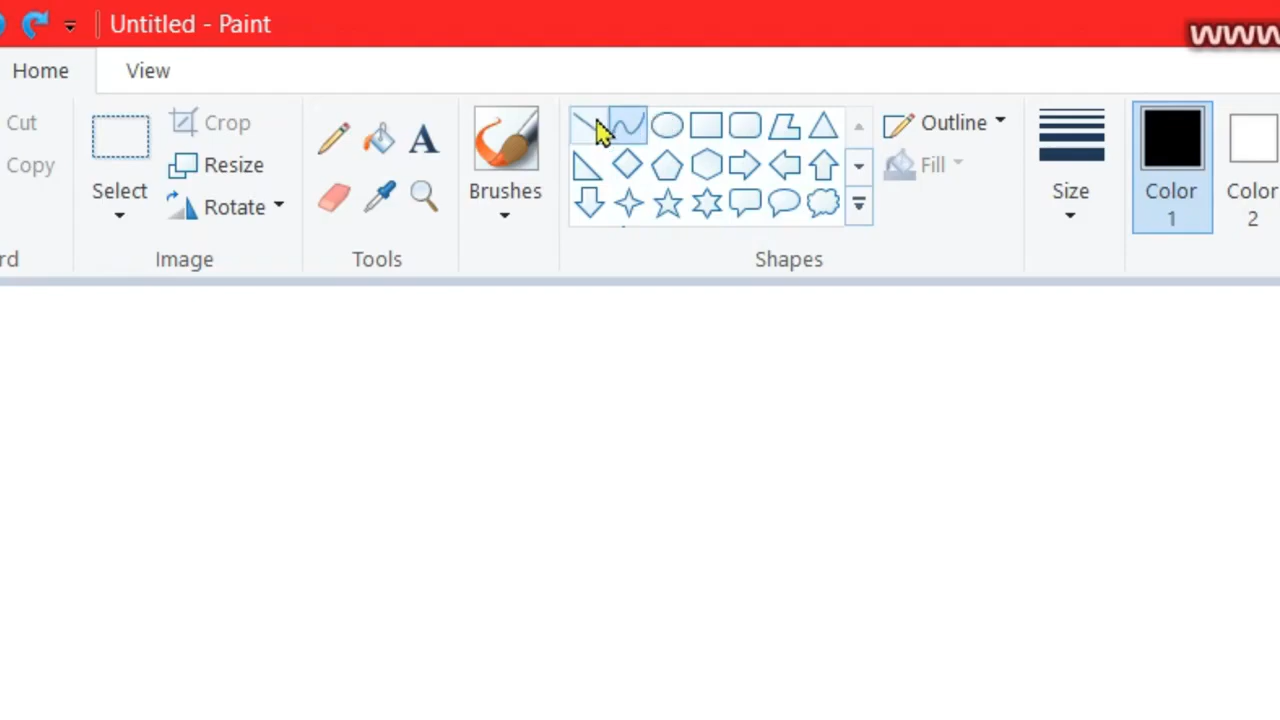 Untitled - Paint
www
Home View
Cut
Copy
Select
Crop
Resize
Rotate
Brushes
Outline
Fill
Size
Color
1
Color
2
rd
Image
Tools
Shapes